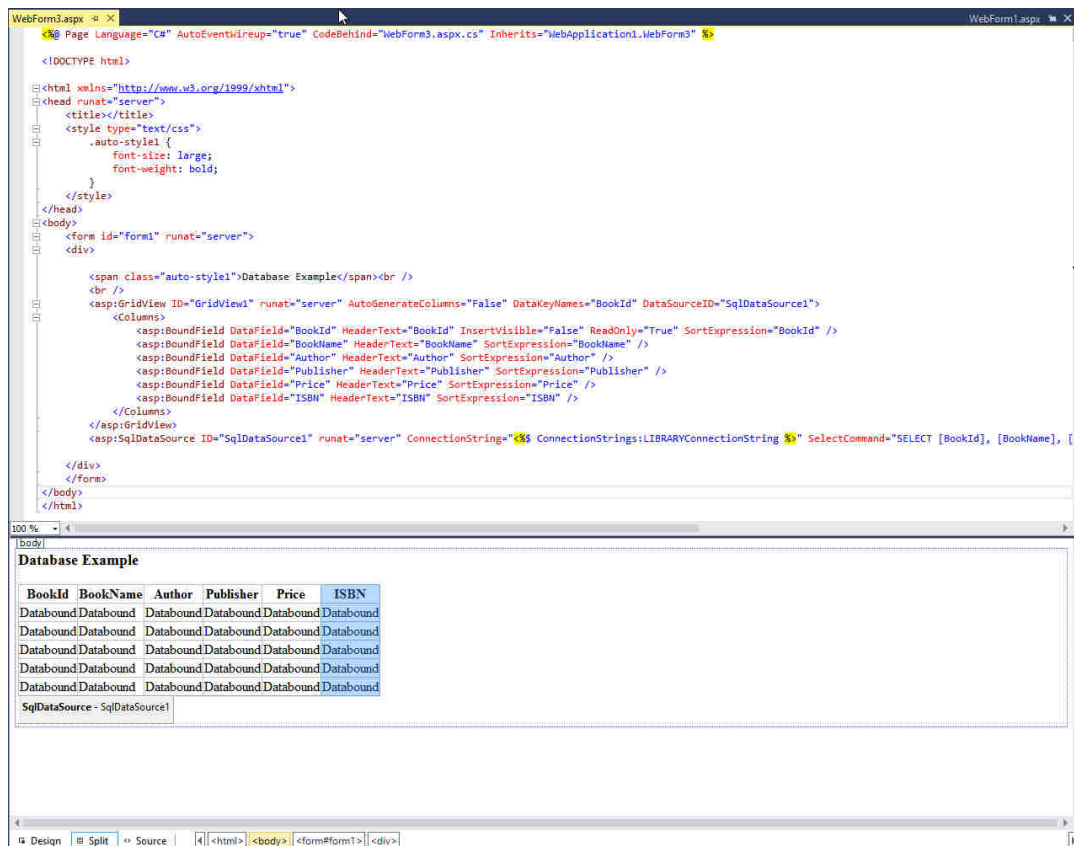 WebForm3.aspx WebForm1.aspx
<%@ Page Language="C#" AutoEventWireup="true" CodeBehind="WebForm3.aspx.cs" Inherits="WebApplication1.WebForm3" %>
<!DOCTYPE html>
<html xmlns="http://www.w3.org/1999/xhtml">
<head runat="server">
<title></title>
<style type="text/css">
.auto-style1 {
font-size: large;
font-weight: bold;
}
</style>
</head>
<body>
<form id="form1" runat="server">
<div>
<span class="auto-style1">Database Example</span><br />
<br />
<asp:GridView ID="GridView1" runat="server" AutoGenerateColumns="False" DataKeyNames="BookId" DataSourceID="SqlDataSource1">
<Columns>
<asp:BoundField DataField="BookId" HeaderText="BookId" InsertVisible="False" ReadOnly="True" SortExpression="BookId" />
<asp:BoundField DataField="BookName" HeaderText="BookName" SortExpression="BookName" />
<asp:BoundField DataField="Author" HeaderText="Author" SortExpression="Author" />
<asp:BoundField DataField="Publisher" HeaderText="Publisher" SortExpression="Publisher" />
<asp:BoundField DataField="Price" HeaderText="Price" SortExpression="Price" />
<asp:BoundField DataField="ISBN" HeaderText="ISBN" SortExpression="ISBN" />
</Columns>
</asp:GridView>
<asp:SqlDataSource ID="SqlDataSource1" runat="server" ConnectionString="<%$ ConnectionStrings:LIBRARYConnectionString %>" SelectCommand="SELECT [BookId], [BookName], [
</div>
</form>
</body>
</html>
100 %
body
Database Example
BookId BookName Author Publisher Price ISBN
Databound Databound Databound Databound Databound Databound
Databound Databound Databound Databound Databound Databound
Databound Databound Databound Databound Databound Databound
Databound Databound Databound Databound Databound Databound
Databound Databound Databound Databound Databound Databound
SqlDataSource - SqlDataSource1
Design Split Source <html> <body> <form#form1> <div>